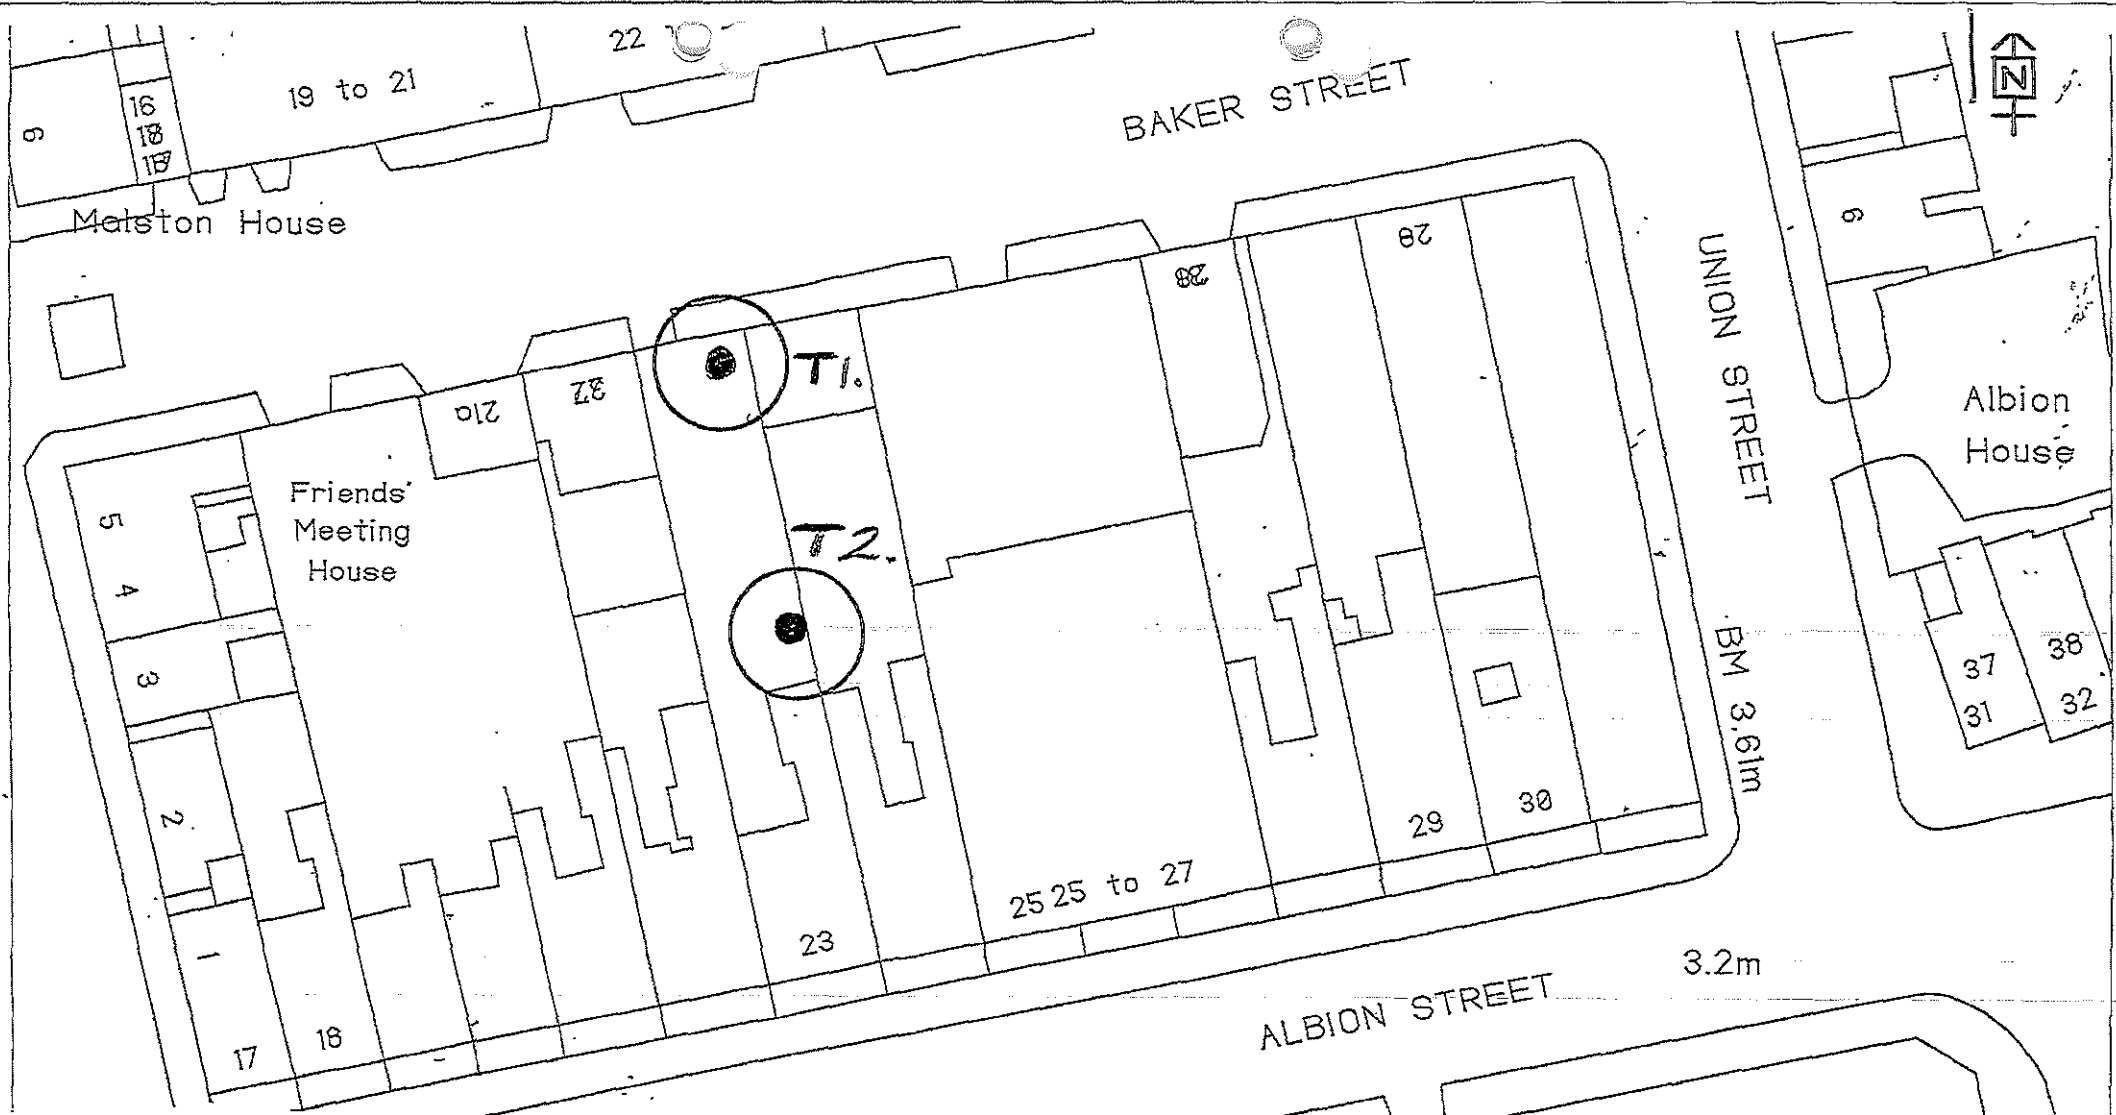 22
19 to 21
6
16
18
BAKER STREET
N
Malston House
6
28
UNION STREET
28
T1.
21a
22
Albion
House
Friends'
Meeting
House
5
T2.
4
3
BM 3.61m
38
37
32
31
2
30
29
25 25 to 27
23
1
3.2m
ALBION STREET
18
17